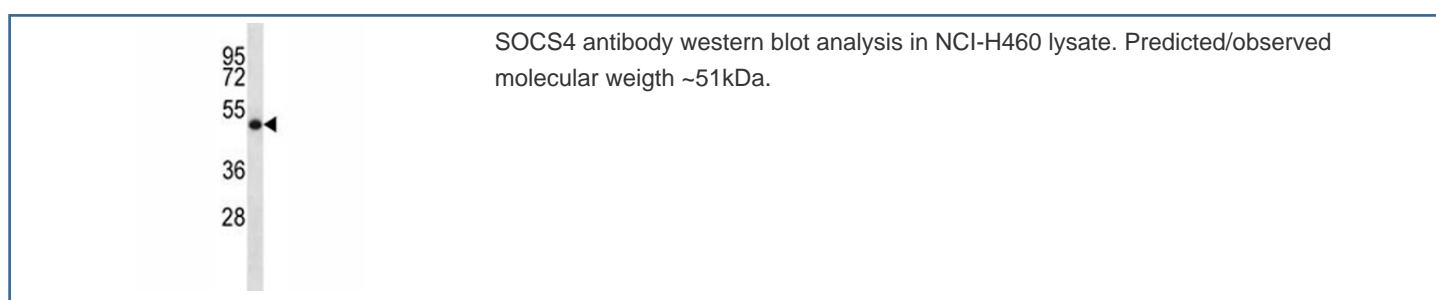 95
72
55
36
28
SOCS4 antibody western blot analysis in NCI-H460 lysate. Predicted/observed
molecular weigth ~51kDa.